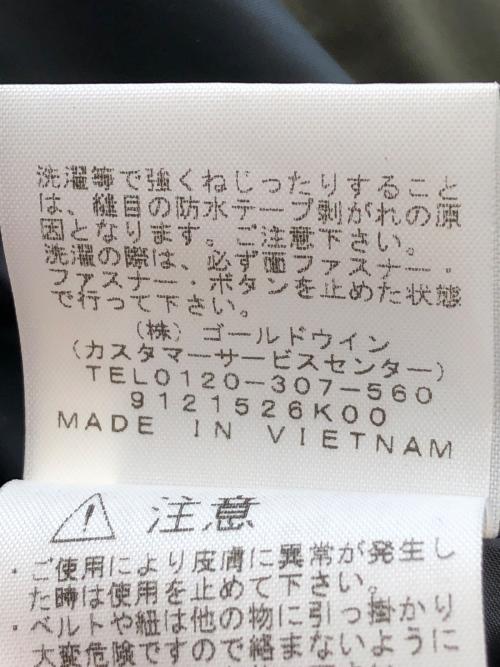 洗濯等で強くねじったりすること
は、縫目の防水テープ剥がれの原
因となります。ご注意下さい。
洗濯の際は、必ず面ファスナー・
ファスナー・ボタンを止めた状態
で行って下さい。
(株)ゴールドウイン
(カスタマーサービスセンター)
TEL0120-307-560
9121526K00
MADE IN VIETNAM
注意
・ご使用により皮膚に異常が発生し
た時は使用を止めて下さい。
・ベルトや紐は他の物に引っ掛かり
大変危険ですので絡まないように